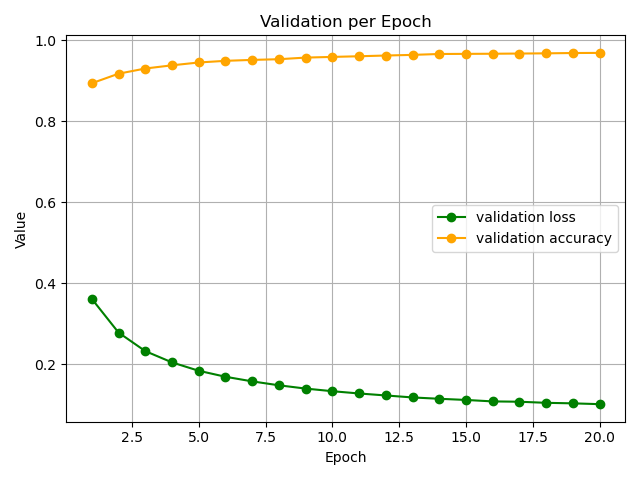 Validation per Epoch
1.0
0.8
0.6
0.4
0.2
Value
validation loss
validation accuracy
2.5 5.0 7.5 10.0 12.5 15.0 17.5 20.0
Epoch